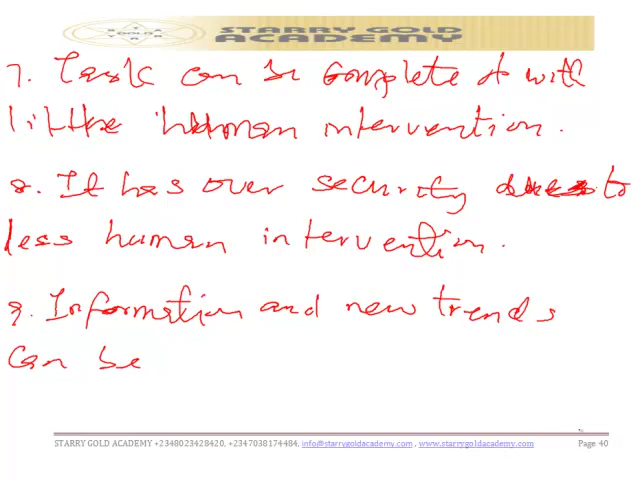 STARRY GOLD
ACADEMY
7. Task can be complete d with
little human intervention.
8. It has over security due to
less human intervention.
9. Information and new trends
can be
STARRY GOLD ACADEMY +2348023428420, +2347038174484, info@starrygoldacademy.com , www.starrygoldacademy.com Page 40